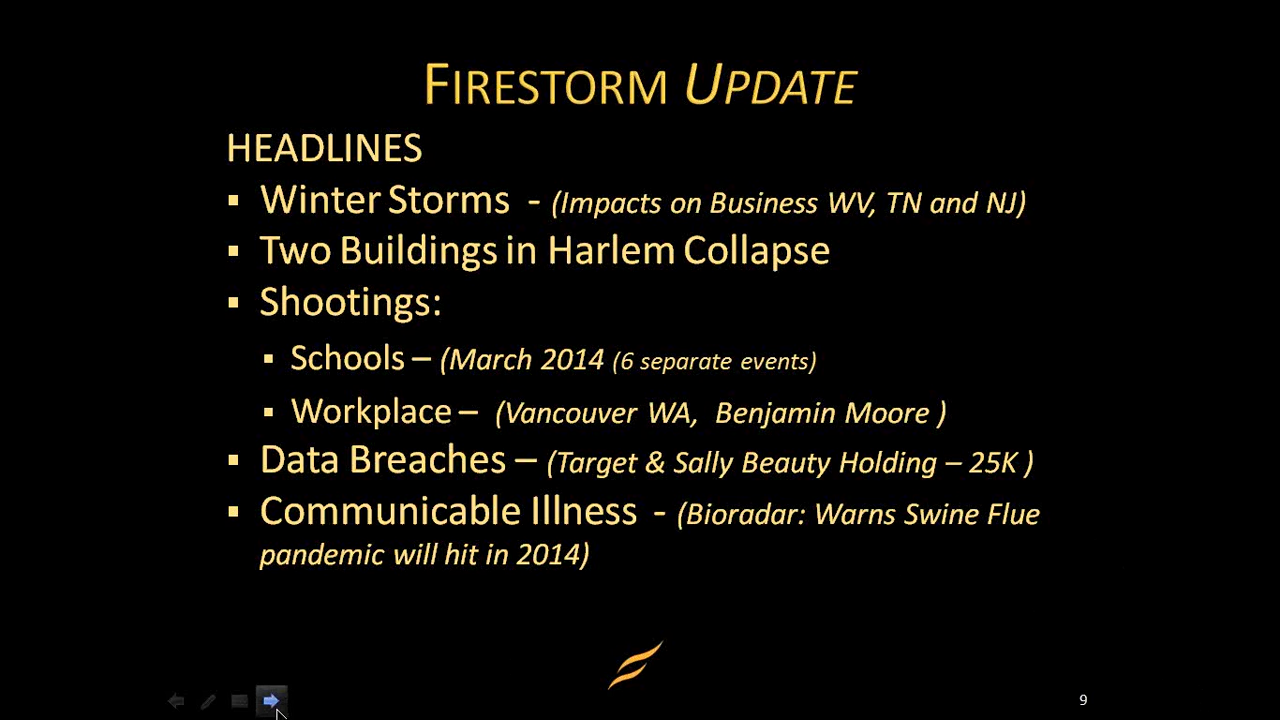 FIRESTORM UPDATE
HEADLINES
▪ Winter Storms - (Impacts on Business WV, TN and NJ)
▪ Two Buildings in Harlem Collapse
▪ Shootings:
▪ Schools – (March 2014 (6 separate events)
▪ Workplace – (Vancouver WA, Benjamin Moore )
▪ Data Breaches – (Target & Sally Beauty Holding – 25K )
▪ Communicable Illness - (Bioradar: Warns Swine Flue
pandemic will hit in 2014)
9